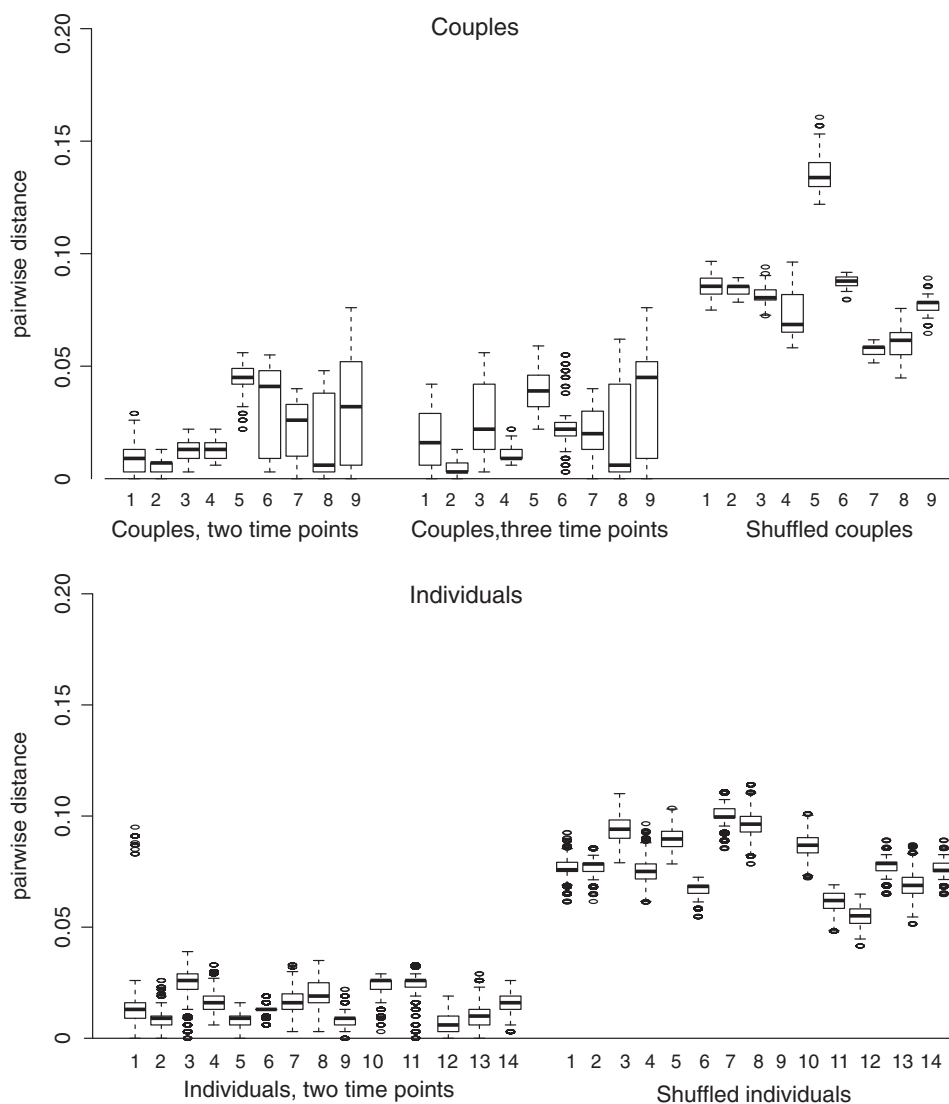 Couples
0.20
0.15
0.10
0.05
0
pairwise distance
1 2 3 4 5 6 7 8 9
Couples, two time points
1 2 3 4 5 6 7 8 9
Couples,three time points
1 2 3 4 5 6 7 8 9
Shuffled couples
Individuals
0.20
0.15
0.10
0.05
0
pairwise distance
1 2 3 4 5 6 7 8 9 10 11 12 13 14
Individuals, two time points
1 2 3 4 5 6 7 8 9 10 11 12 13 14
Shuffled individuals